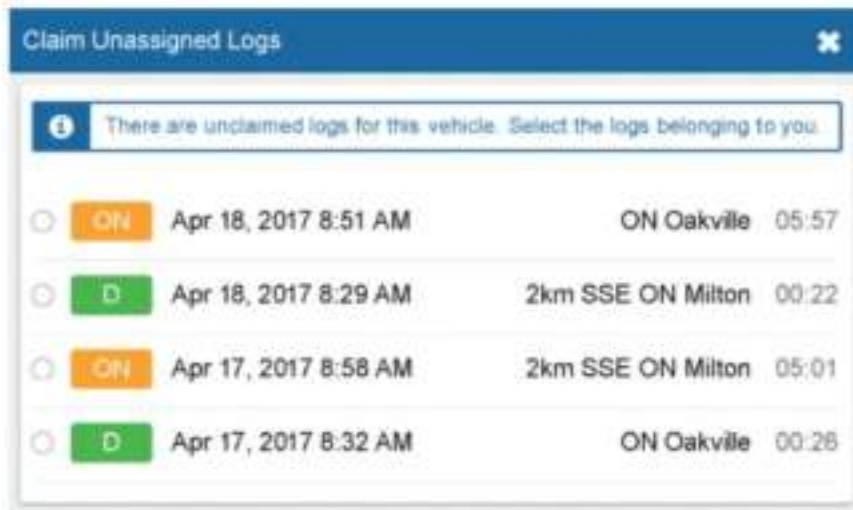 Claim Unassigned Logs
There are unclaimed logs for this vehicle. Select the logs belonging to you.
ON Apr 18, 2017 8:51 AM ON Oakville 05:57
D Apr 18, 2017 8:29 AM 2km SSE ON Milton 00:22
ON Apr 17, 2017 8:58 AM 2km SSE ON Milton 05:01
D Apr 17, 2017 8:32 AM ON Oakville 00:26